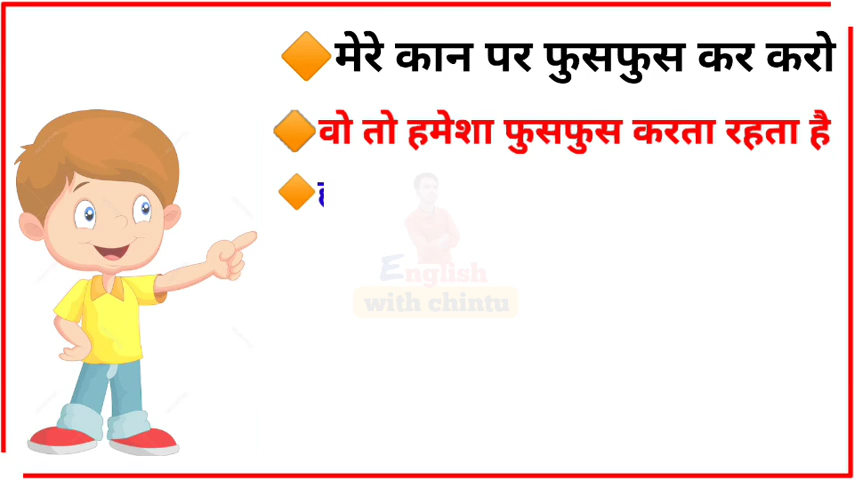 मेरे कान पर फुसफुस कर करो
वो तो हमेशा फुसफुस करता रहता है
English
with chintu